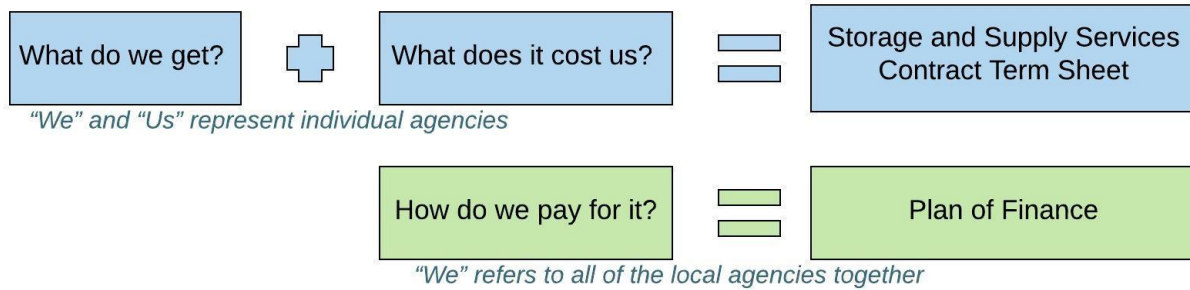 What do we get?
What does it cost us?
Storage and Supply Services
Contract Term Sheet
“We” and “Us” represent individual agencies
How do we pay for it?
Plan of Finance
“We” refers to all of the local agencies together